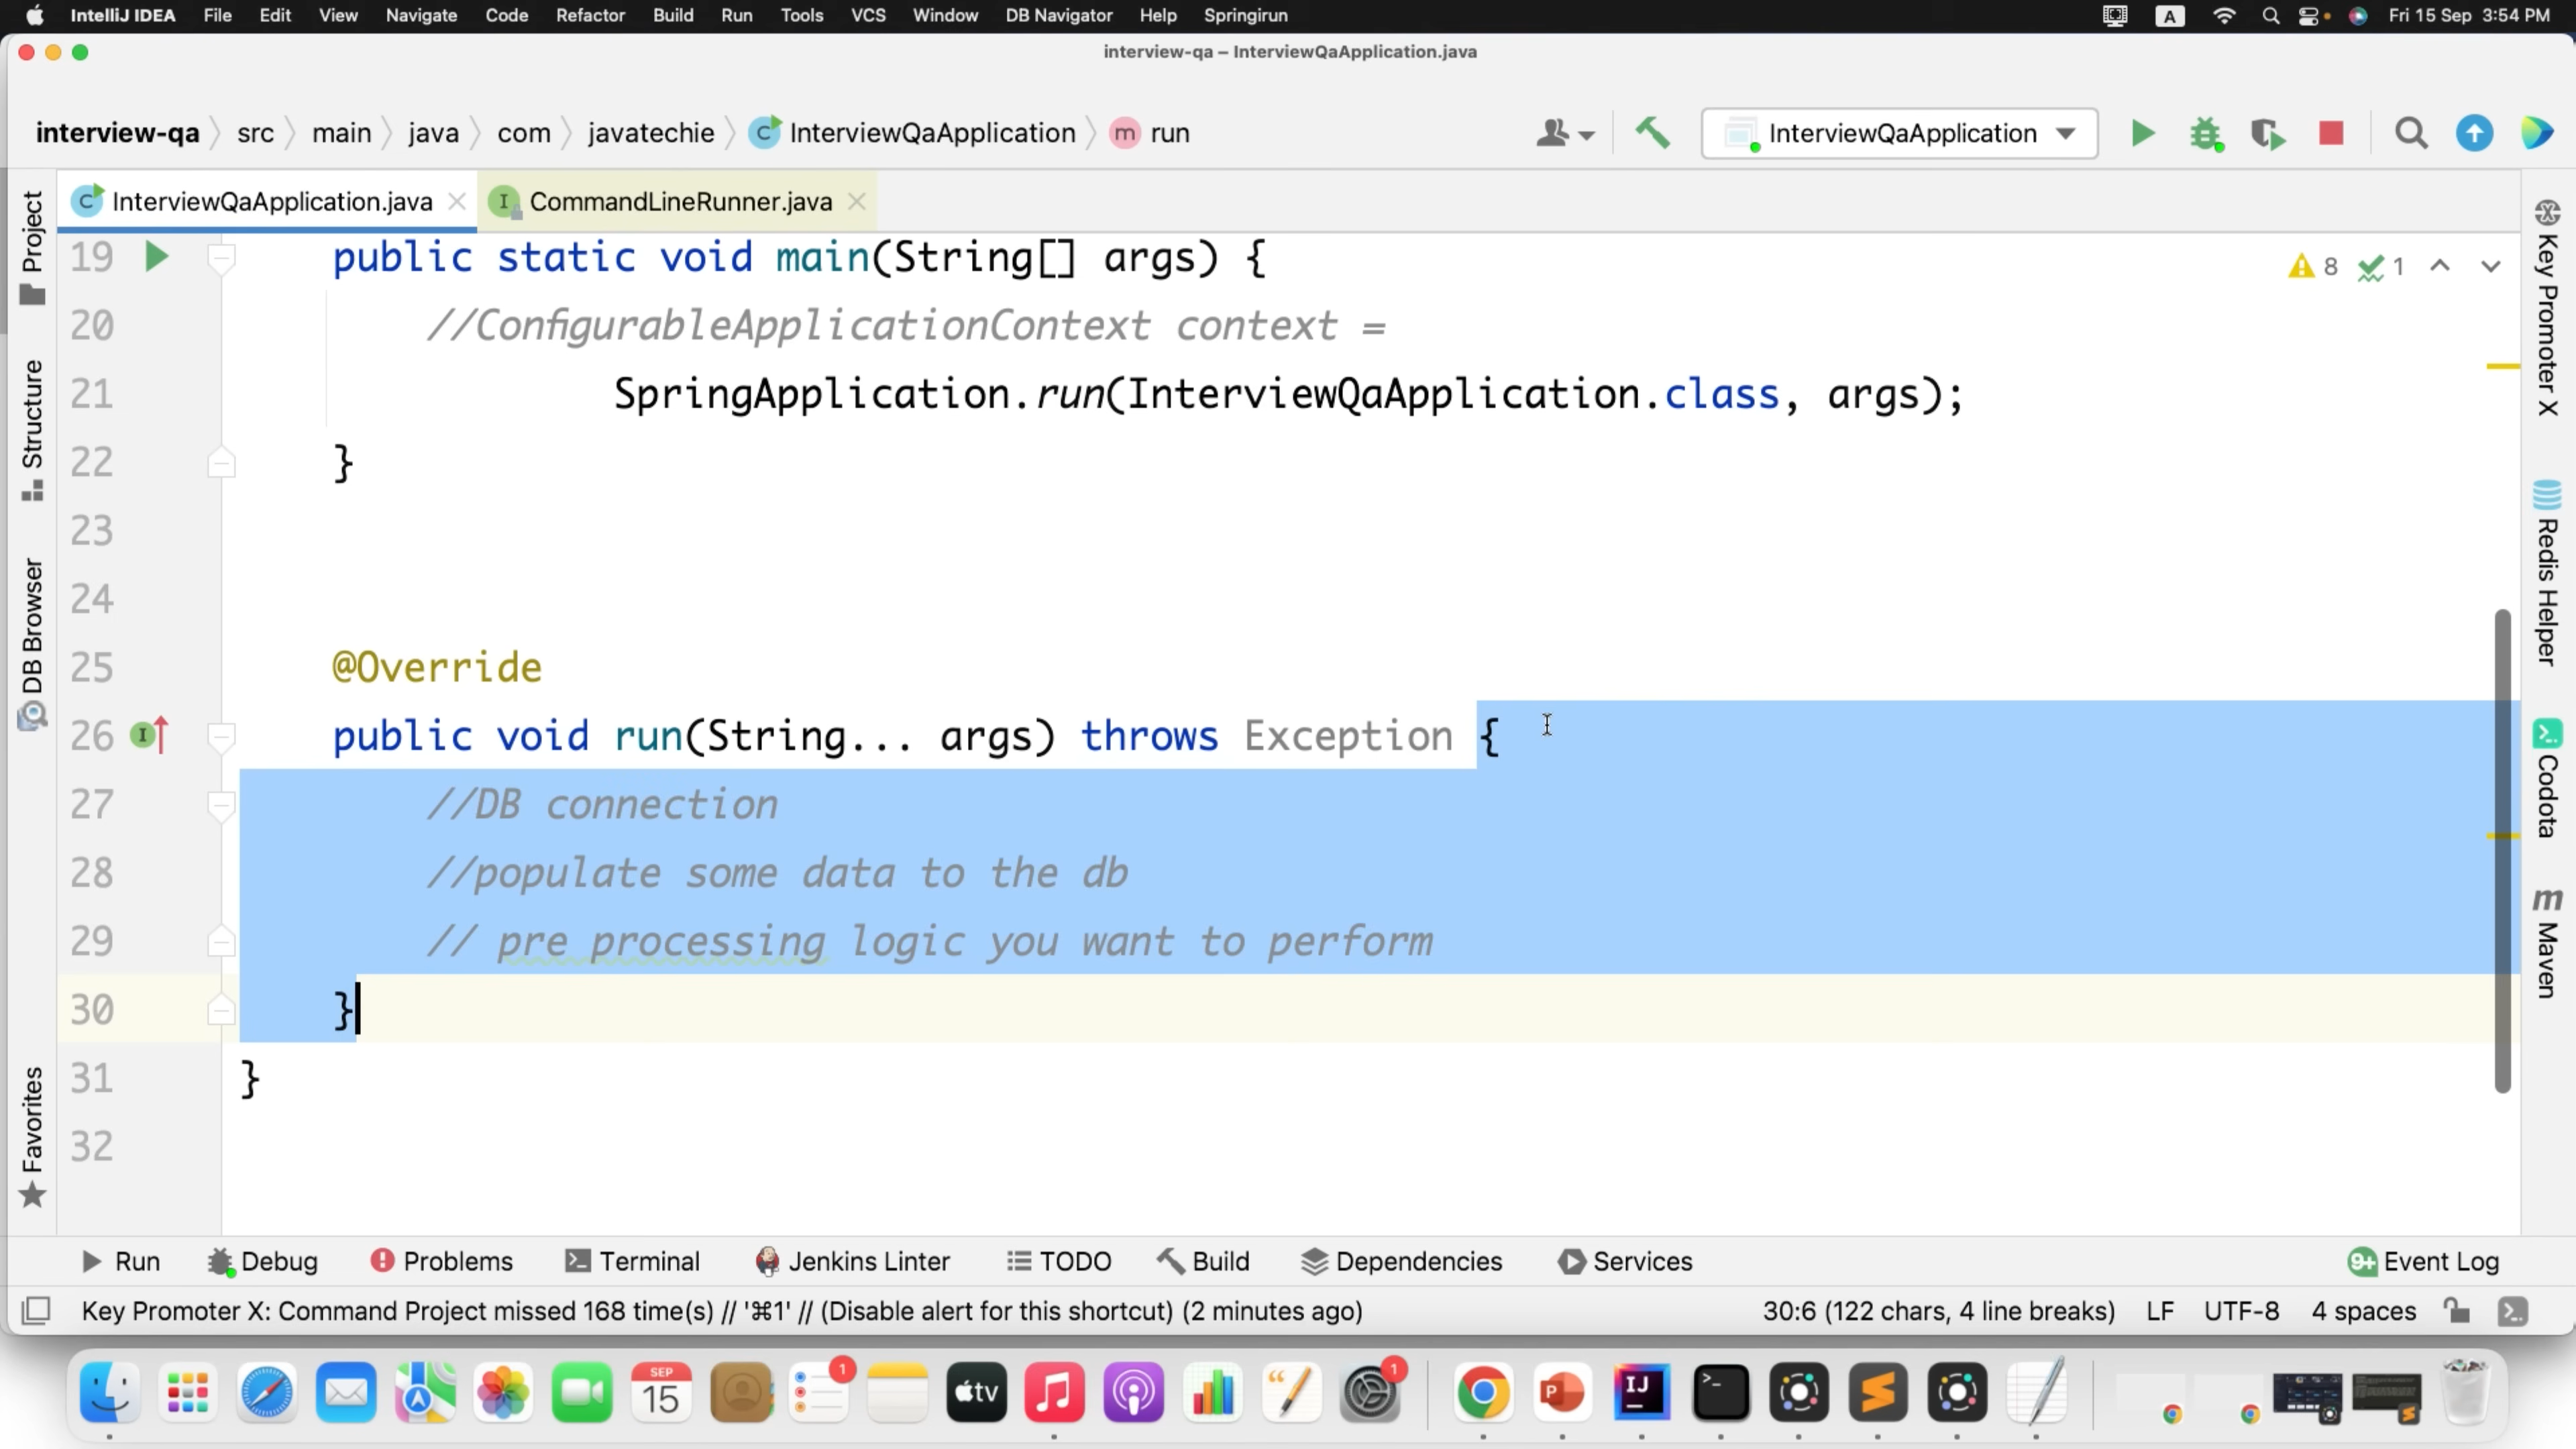 IntelliJ IDEA File Edit View Navigate Code Refactor Build Run Tools VCS Window DB Navigator Help Springirun A Fri 15 Sep 3:54 PM
interview-qa – InterviewQaApplication.java
interview-qa src main java com javatechie C InterviewQaApplication m run InterviewQaApplication
C InterviewQaApplication.java I CommandLineRunner.java
19 public static void main(String[] args) { 8 1
20 //ConfigurableApplicationContext context =
21 SpringApplication.run(InterviewQaApplication.class, args);
22 }
23
24
25 @Override
26 I public void run(String... args) throws Exception {
27 //DB connection
28 //populate some data to the db
29 // pre processing logic you want to perform
30 }
31 }
32
Project
Structure
DB Browser
Favorites
Key Promoter X
Redis Helper
Codota
m Maven
Run Debug Problems Terminal Jenkins Linter TODO Build Dependencies Services 9+ Event Log
Key Promoter X: Command Project missed 168 time(s) // '⌘1' // (Disable alert for this shortcut) (2 minutes ago) 30:6 (122 chars, 4 line breaks) LF UTF-8 4 spaces
SEP
15
1
tv
1
P
IJ